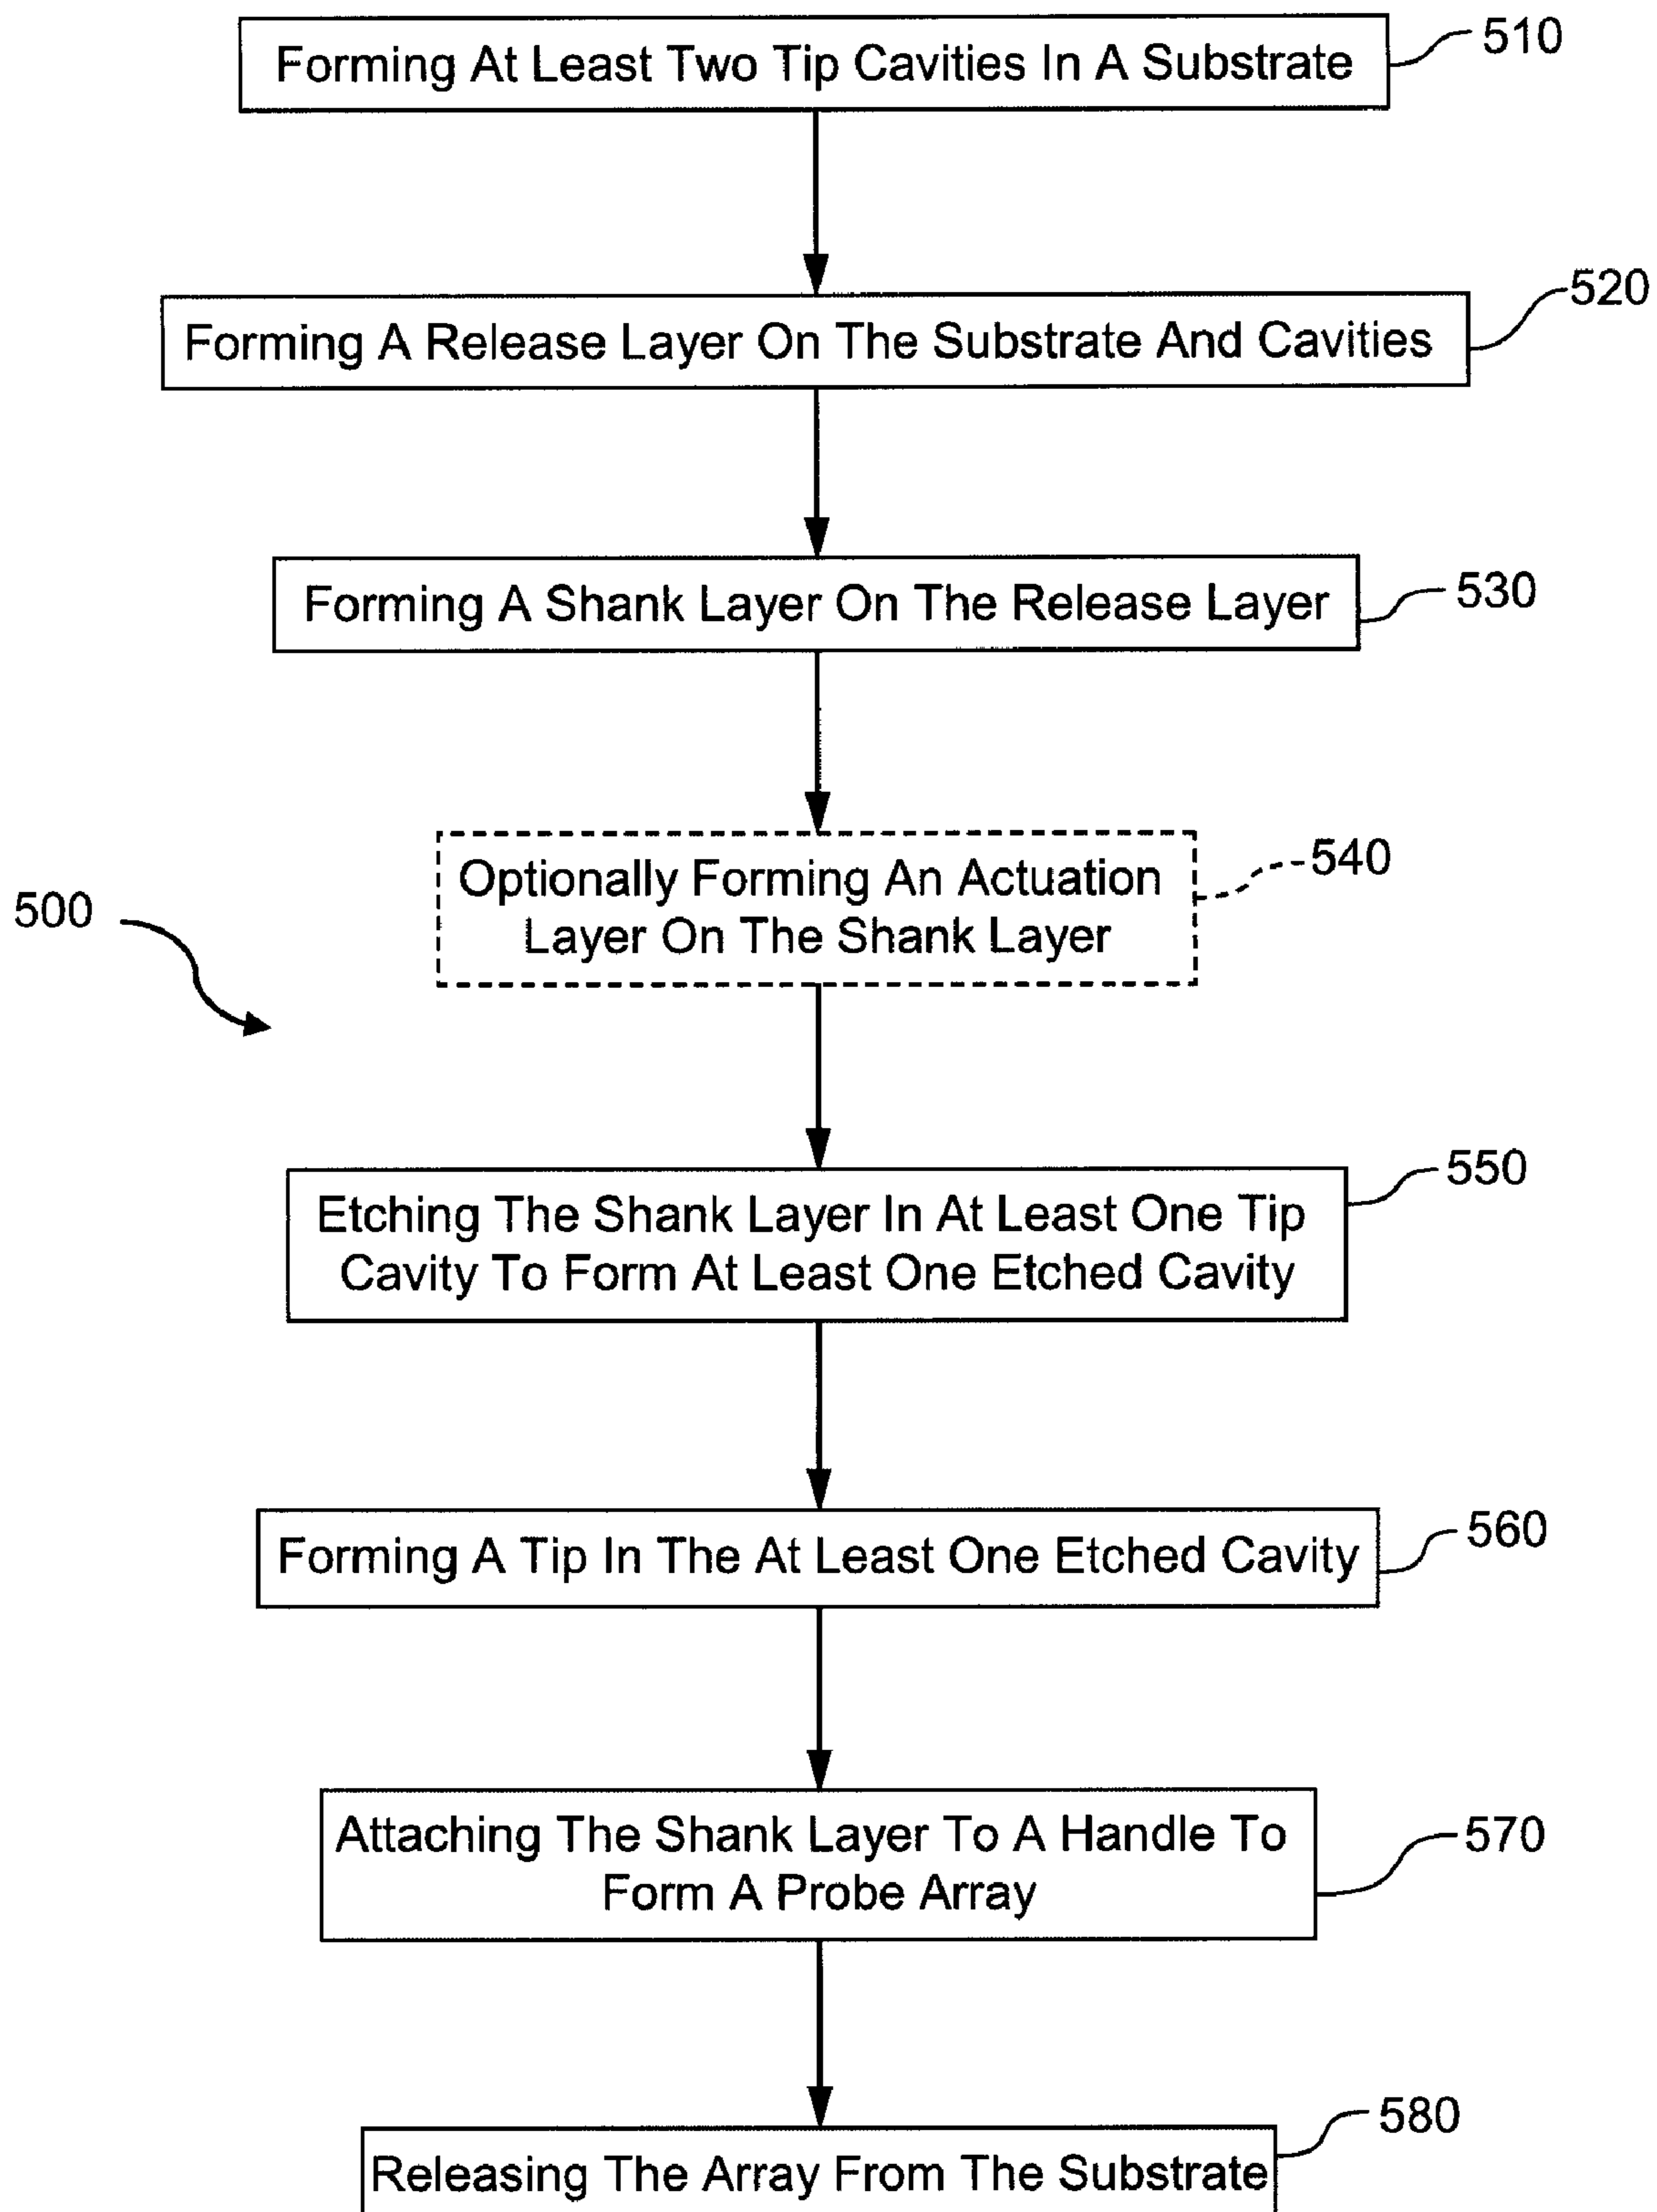 Forming At Least Two Tip Cavities In A Substrate
510
Forming A Release Layer On The Substrate And Cavities
520
Forming A Shank Layer On The Release Layer
530
Optionally Forming An Actuation
Layer On The Shank Layer
540
500
Etching The Shank Layer In At Least One Tip
Cavity To Form At Least One Etched Cavity
550
Forming A Tip In The At Least One Etched Cavity
560
Attaching The Shank Layer To A Handle To
Form A Probe Array
570
Releasing The Array From The Substrate
580